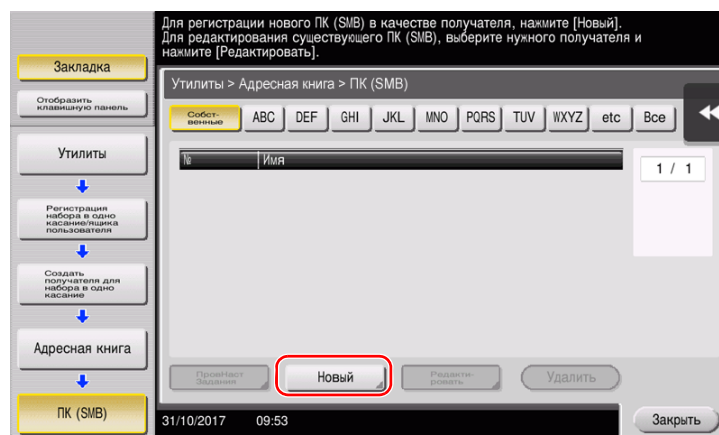 Для регистрации нового ПК (SMB) в качестве получателя, нажмите [Новый].
Для редактирования существующего ПК (SMB), выберите нужного получателя и
нажмите [Редактировать].
Закладка
Отобразить
клавишную панель
Утилиты
Регистрация
набора в одно
касание/ящика
пользователя
Создать
получателя для
набора в одно
касание
Адресная книга
ПК (SMB)
Утилиты > Адресная книга > ПК (SMB)
Собст-
венные
ABC DEF GHI JKL MNO PQRS TUV WXYZ etc Все
№ Имя
1 / 1
ПровНаст
Задания
Новый
Редакти-
ровать
Удалить
31/10/2017 09:53
Закрыть